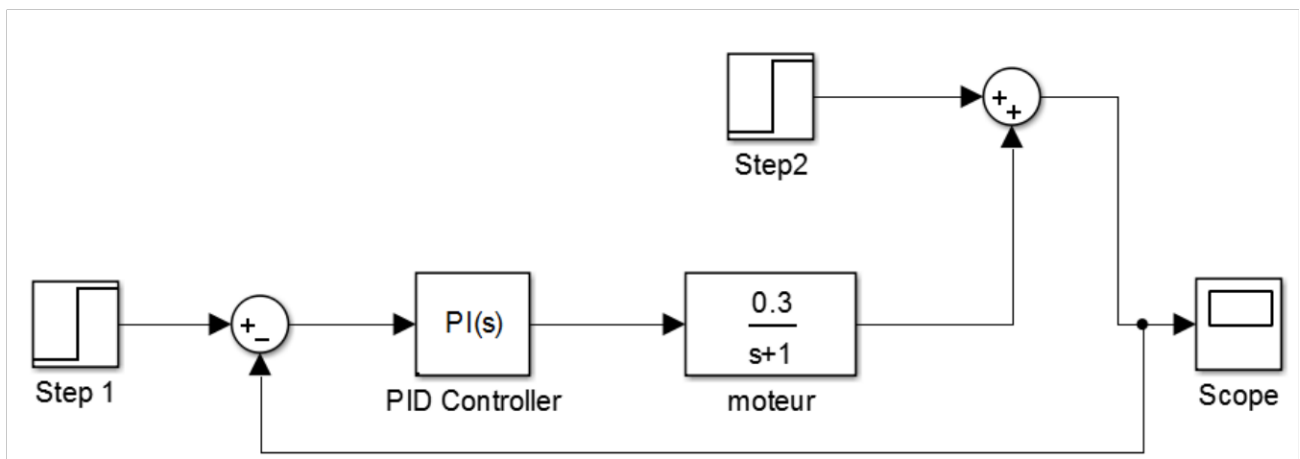 +
+
Step2
+
−
PI(s)
0.3
s+1
Step 1
PID Controller
moteur
Scope